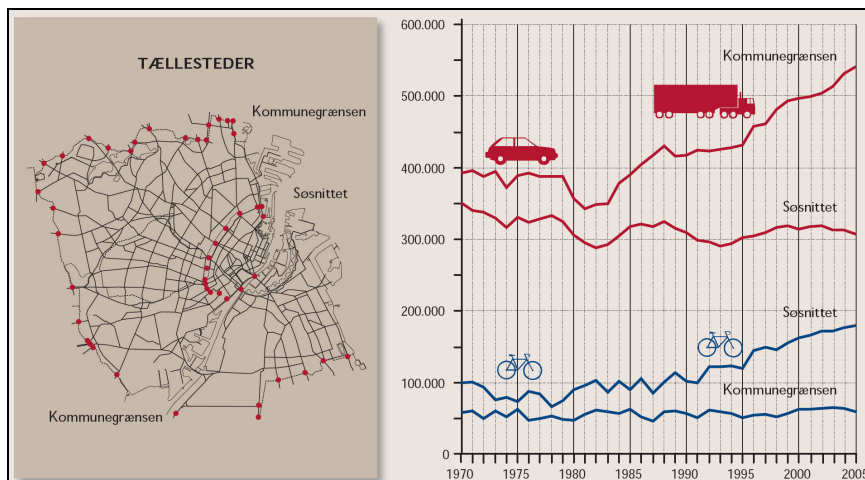 TÆLLESTEDER
Kommunegrænsen
Søsnittet
Kommunegrænsen
600.000
500.000
400.000
300.000
200.000
100.000
0
Kommunegrænsen
Søsnittet
Søsnittet
Kommunegrænsen
1970
1975
1980
1985
1990
1995
2000
2005